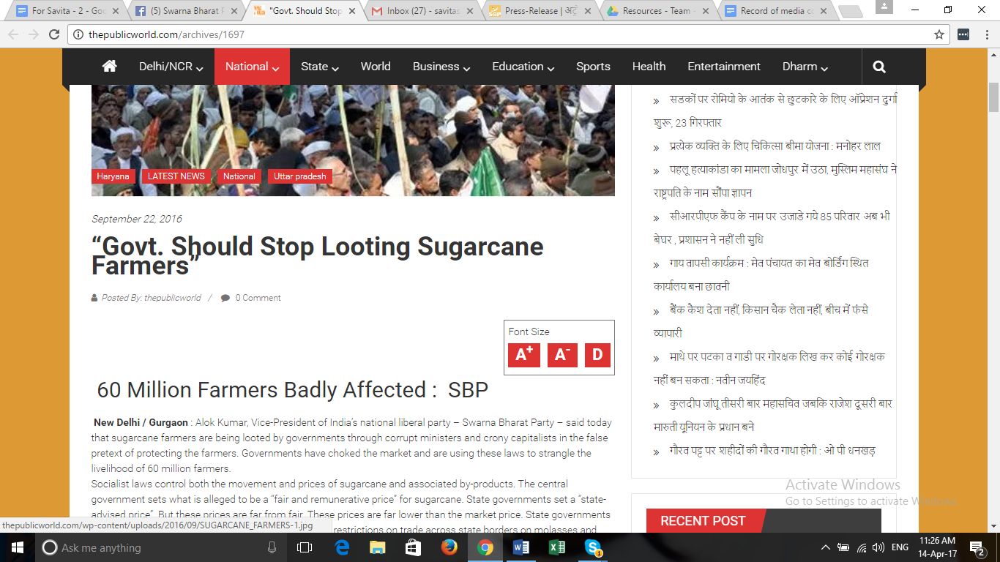 For Savita - 2 - Goo
(5) Swarna Bharat P
"Govt. Should Stop
Inbox (27) - savitas
Press-Release | अटूट
Resources - Team -
Record of media co
thepublicworld.com/archives/1697
Delhi/NCR
National
State
World
Business
Education
Sports
Health
Entertainment
Dharm
Haryana
LATEST NEWS
National
Uttar pradesh
September 22, 2016
“Govt. Should Stop Looting Sugarcane
Farmers”
Posted By: thepublicworld / 0 Comment
Font Size
A+ A- D
60 Million Farmers Badly Affected : SBP
New Delhi / Gurgaon : Alok Kumar, Vice-President of India’s national liberal party – Swarna Bharat Party – said today
that sugarcane farmers are being looted by governments through corrupt ministers and crony capitalists in the false
pretext of protecting the farmers. Governments have choked the market and are using these laws to strangle the
livelihood of 60 million farmers.
Socialist laws control both the movement and prices of sugarcane and associated by-products. The central
government sets what is alleged to be a “fair and remunerative price” for sugarcane. State governments set a “state-
advised price”. But these prices are far from fair. These prices are far lower than the market price. State governments
restrictions on trade across state borders on molasses and
» सडकों पर रोमियो के आतंक से छुटकारे के लिए ऑप्रेशन दुर्गा
शुरू, 23 गिरफ्तार
» प्रत्येक व्यक्ति के लिए चिकित्सा बीमा योजना : मनोहर लाल
» पहलू हत्याकांडा का मामला जोधपुर में उठा, मुस्लिम महासंघ ने
राष्ट्रपति के नाम सौंपा ज्ञापन
» सीआरपीएफ कैंप के नाम पर उजाडे गये 85 परिवार अब भी
बेघर , प्रशासन ने नहीं ली सुधि
» गाय वापसी कार्यक्रम : मेव पंचायत का मेव बोर्डिंग स्थित
कार्यालय बना छावनी
» बैंक कैश देता नहीं, किसान चैक लेता नहीं, बीच में फंसे
व्यापारी
» माथे पर पटका व गाडी पर गोरक्षक लिख कर कोई गोरक्षक
नहीं बन सकता : नवीन जयहिंद
» कुलदीप जांघू तीसरी बार महासचिव जबकि राजेश दूसरी बार
मारुती यूनियन के प्रधान बने
» गौरव पट्ट पर शहीदों की गौरव गाथा होगी : ओ पी धनखड़
Activate Windows
Go to Settings to activate Windows.
RECENT POST
thepublicworld.com/wp-content/uploads/2016/09/SUGARCANE_FARMERS-1.jpg
Ask me anything
ENG
11:26 AM
14-Apr-17
2
1